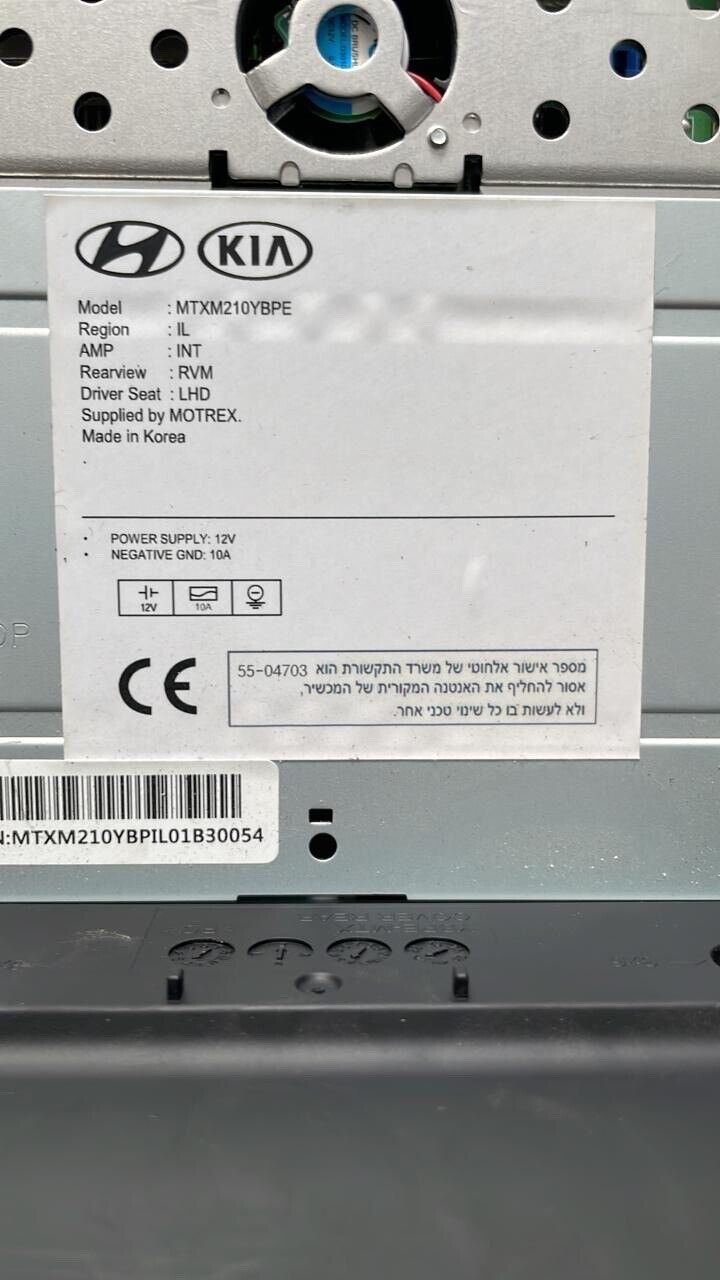 KIA
Model : MTXM210YBPE
Region : IL
AMP : INT
Rearview : RVM
Driver Seat : LHD
Supplied by MOTREX.
Made in Korea
• POWER SUPPLY: 12V
• NEGATIVE GND: 10A
12V
10A
CE
מספר אישור אלחוטי של משרד התקשורת הוא 55-04703
אסור להחליף את האנטנה המקורית של המכשיר,
ולא לעשות בו כל שינוי טכני אחר.
N:MTXM210YBPIL01B30054
COVER REAR